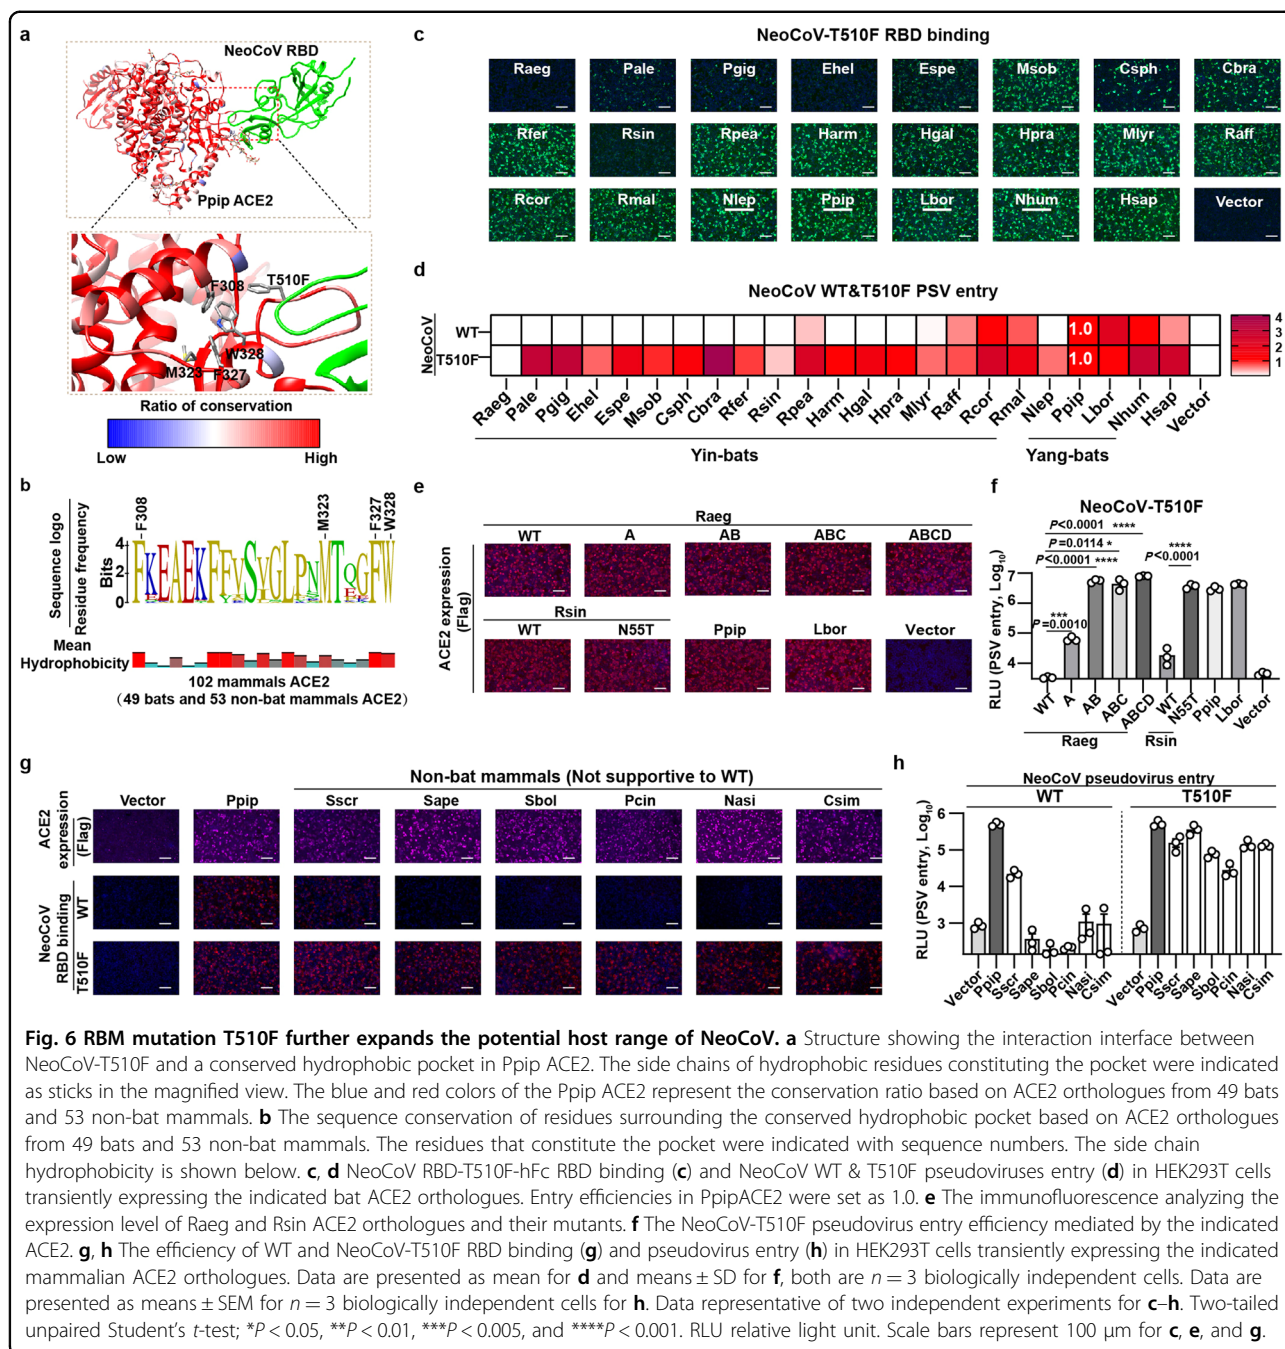 a
NeoCoV RBD
Ppip ACE2
F308
T510F
W328
M323
F327
Ratio of conservation
Low
High
b
Sequence logo
Residue frequency
F308
M323
F327
W328
4
2
0
Bits
Mean
Hydrophobicity
102 mammals ACE2
(49 bats and 53 non-bat mammals ACE2)
c
NeoCoV-T510F RBD binding
Raeg Pale Pgig Ehel Espe Msob Csph Cbra
Rfer Rsin Rpea Harm Hgal Hpra Mlyr Raff
Rcor Rmal Nlep Ppip Lbor Nhum Hsap Vector
d
NeoCoV WT&T510F PSV entry
NeoCoV
WT
T510F
1.0
1.0
4
3
2
1
Raeg Pale Pgig Ehel Espe Msob Csph Cbra Rfer Rsin Rpea Harm Hgal Hpra Mlyr Raff Rcor Rmal Nlep Ppip Lbor Nhum Hsap Vector
Yin-bats
Yang-bats
e
ACE2 expression
(Flag)
Raeg
WT A AB ABC ABCD
Rsin
WT N55T Ppip Lbor Vector
f
NeoCoV-T510F
P<0.0001 ****
P=0.0114 *
P<0.0001 ****
****
P<0.0001
***
P=0.0010
RLU (PSV entry, Log10)
7
6
5
4
WT A AB ABC ABCD WT N55T Ppip Lbor Vector
Raeg
Rsin
g
Non-bat mammals (Not supportive to WT)
Vector Ppip Sscr Sape Sbol Pcin Nasi Csim
ACE2
expression
(Flag)
NeoCoV
RBD binding
WT
T510F
h
NeoCoV pseudovirus entry
WT T510F
RLU (PSV entry, Log10)
6
5
4
3
Vector Ppip Sscr Sape Sbol Pcin Nasi Csim Vector Ppip Sscr Sape Sbol Pcin Nasi Csim
Fig. 6 RBM mutation T510F further expands the potential host range of NeoCoV. a Structure showing the interaction interface between
NeoCoV-T510F and a conserved hydrophobic pocket in Ppip ACE2. The side chains of hydrophobic residues constituting the pocket were indicated
as sticks in the magnified view. The blue and red colors of the Ppip ACE2 represent the conservation ratio based on ACE2 orthologues from 49 bats
and 53 non-bat mammals. b The sequence conservation of residues surrounding the conserved hydrophobic pocket based on ACE2 orthologues
from 49 bats and 53 non-bat mammals. The residues that constitute the pocket were indicated with sequence numbers. The side chain
hydrophobicity is shown below. c, d NeoCoV RBD-T510F-hFc RBD binding (c) and NeoCoV WT & T510F pseudoviruses entry (d) in HEK293T cells
transiently expressing the indicated bat ACE2 orthologues. Entry efficiencies in PpipACE2 were set as 1.0. e The immunofluorescence analyzing the
expression level of Raeg and Rsin ACE2 orthologues and their mutants. f The NeoCoV-T510F pseudovirus entry efficiency mediated by the indicated
ACE2. g, h The efficiency of WT and NeoCoV-T510F RBD binding (g) and pseudovirus entry (h) in HEK293T cells transiently expressing the indicated
mammalian ACE2 orthologues. Data are presented as mean for d and means ± SD for f, both are n = 3 biologically independent cells. Data are
presented as means ± SEM for n = 3 biologically independent cells for h. Data representative of two independent experiments for c–h. Two-tailed
unpaired Student's t-test; *P < 0.05, **P < 0.01, ***P < 0.005, and ****P < 0.001. RLU relative light unit. Scale bars represent 100 μm for c, e, and g.